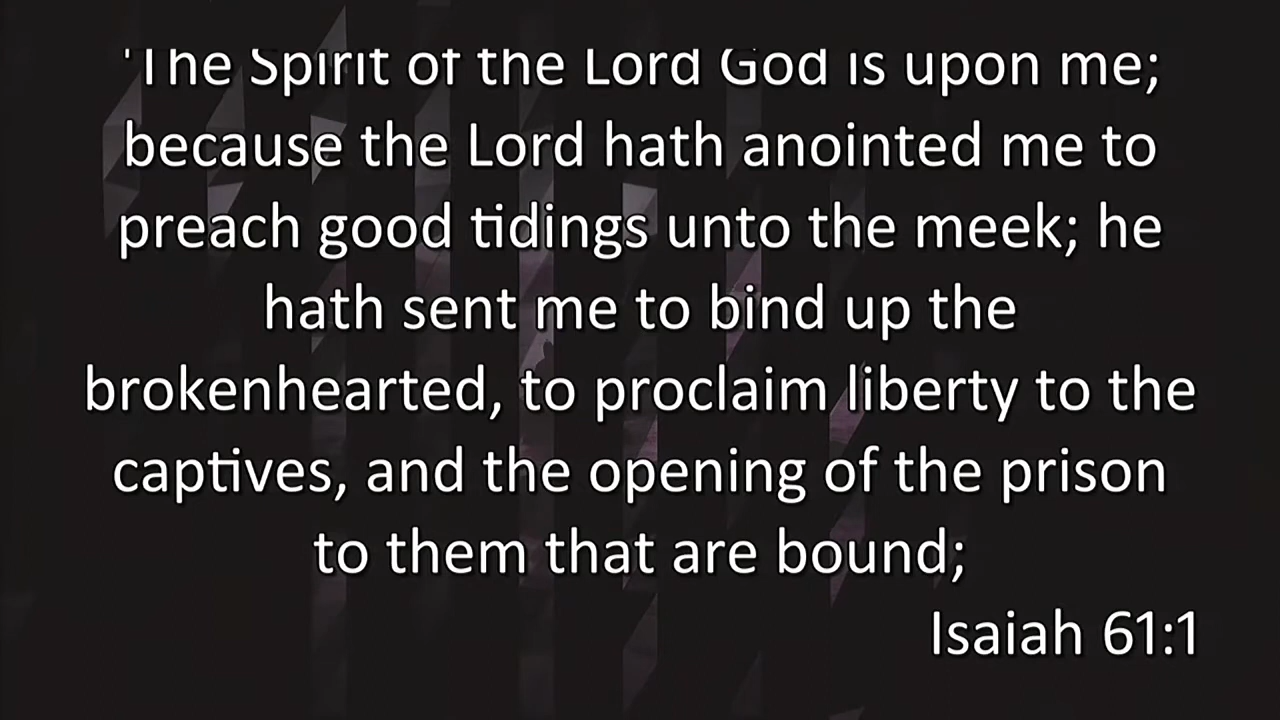 'The Spirit of the Lord God is upon me;
because the Lord hath anointed me to
preach good tidings unto the meek; he
hath sent me to bind up the
brokenhearted, to proclaim liberty to the
captives, and the opening of the prison
to them that are bound;
Isaiah 61:1